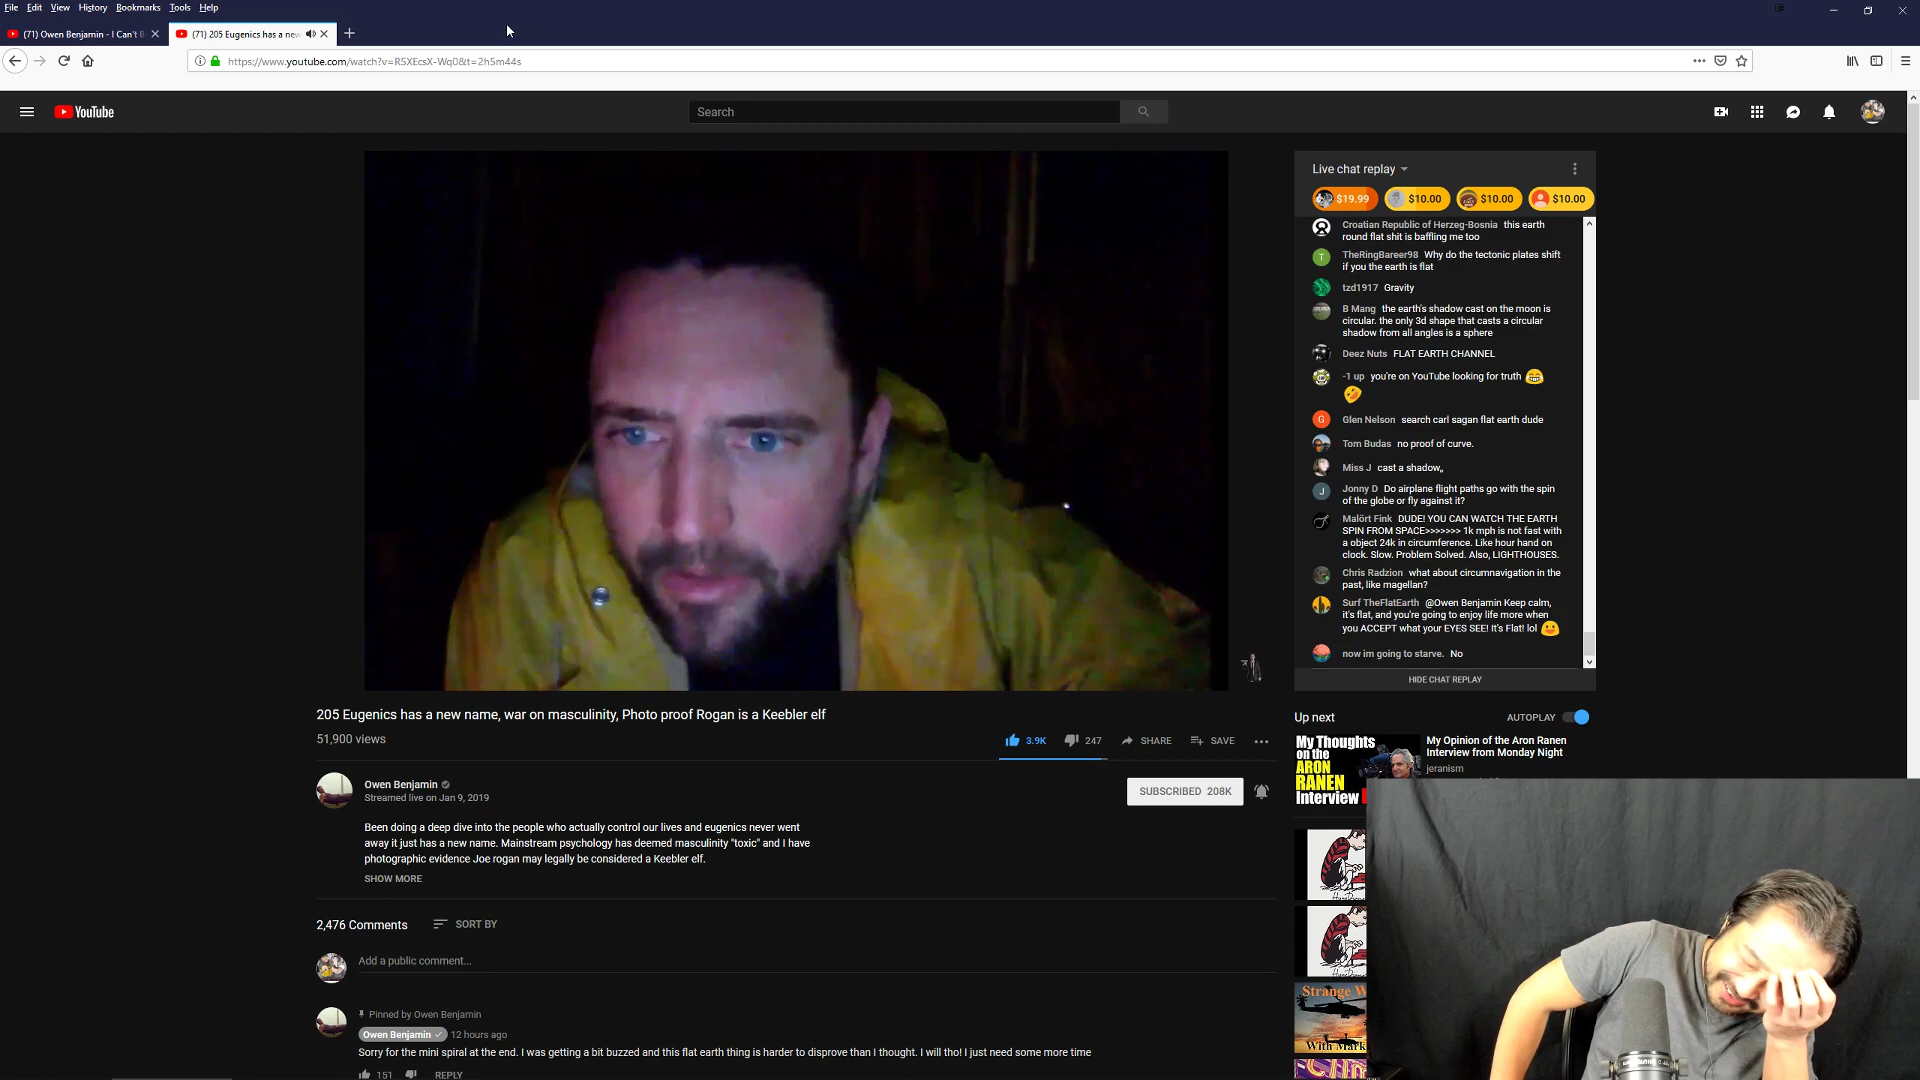 File Edit View History Bookmarks Tools Help
(71) Owen Benjamin - I Can't B
(71) 205 Eugenics has a new
https://www.youtube.com/watch?v=R5XEcsX-Wq0&t=2h5m44s
YouTube
Search
Live chat replay
$19.99 $10.00 $10.00 $10.00
Croatian Republic of Herzeg-Bosnia this earth
round flat shit is baffling me too
TheRingBareer98 Why do the tectonic plates shift
if you the earth is flat
tzd1917 Gravity
B Mang the earth's shadow cast on the moon is
circular. the only 3d shape that casts a circular
shadow from all angles is a sphere
Deez Nuts FLAT EARTH CHANNEL
-1 up you're on YouTube looking for truth
Glen Nelson search carl sagan flat earth dude
Tom Budas no proof of curve.
Miss J cast a shadow,,
Jonny D Do airplane flight paths go with the spin
of the globe or fly against it?
Malört Fink DUDE! YOU CAN WATCH THE EARTH
SPIN FROM SPACE>>>>>>> 1k mph is not fast with
a object 24k in circumference. Like hour hand on
clock. Slow. Problem Solved. Also, LIGHTHOUSES.
Chris Radzion what about circumnavigation in the
past, like magellan?
Surf TheFlatEarth @Owen Benjamin Keep calm,
it's flat, and you're going to enjoy life more when
you ACCEPT what your EYES SEE! It's Flat! lol
now im going to starve. No
HIDE CHAT REPLAY
205 Eugenics has a new name, war on masculinity, Photo proof Rogan is a Keebler elf
51,900 views
3.9K 247 SHARE SAVE
Owen Benjamin
Streamed live on Jan 9, 2019
SUBSCRIBED 208K
Been doing a deep dive into the people who actually control our lives and eugenics never went
away it just has a new name. Mainstream psychology has deemed masculinity "toxic" and I have
photographic evidence Joe rogan may legally be considered a Keebler elf.
SHOW MORE
2,476 Comments SORT BY
Add a public comment...
Pinned by Owen Benjamin
Owen Benjamin 12 hours ago
Sorry for the mini spiral at the end. I was getting a bit buzzed and this flat earth thing is harder to disprove than I thought. I will tho! I just need some more time
151 REPLY
Up next AUTOPLAY
My Thoughts
on the
ARON
RANEN
Interview
My Opinion of the Aron Ranen
Interview from Monday Night
jeranism
Strange W
With Mark